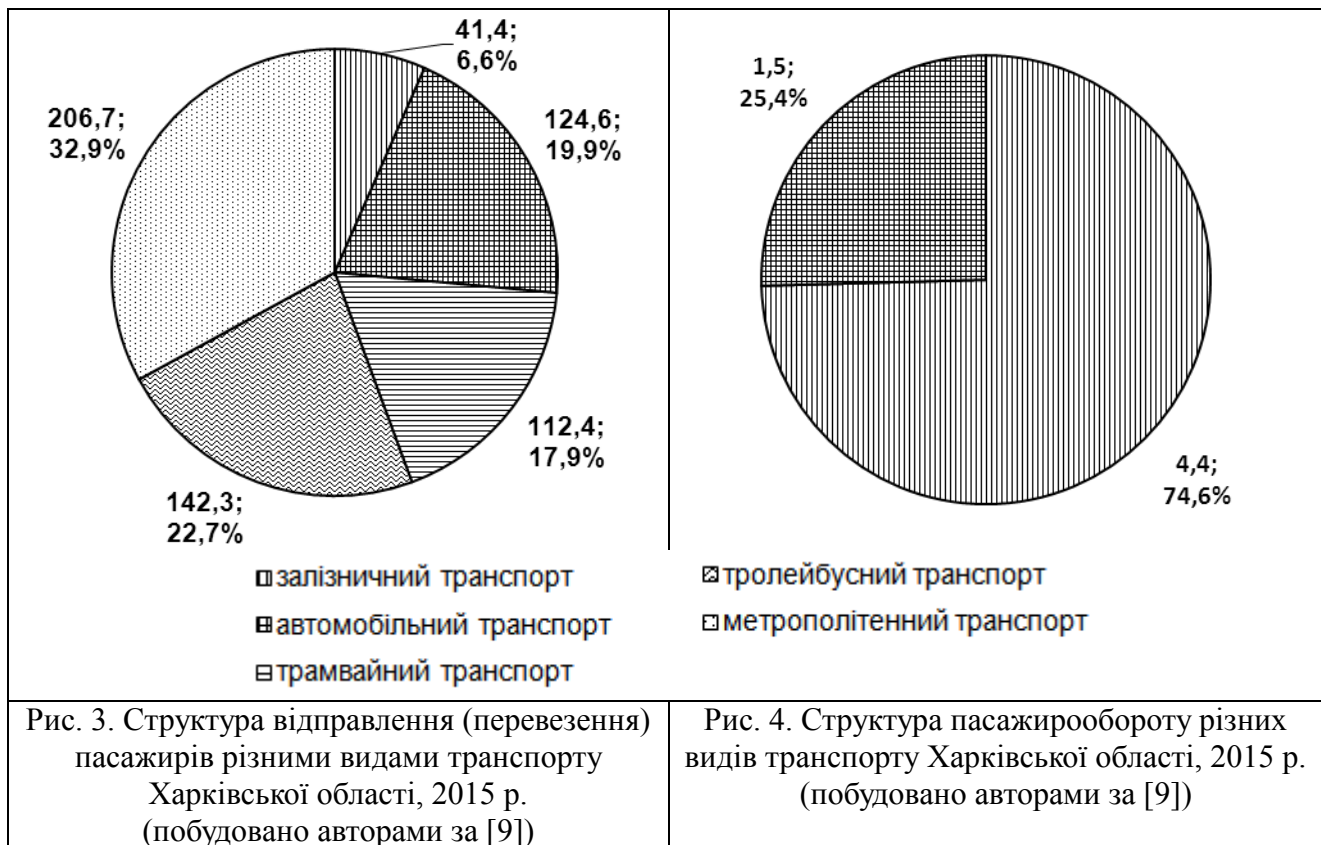 41,4;
6,6%
206,7;
32,9%
124,6;
19,9%
112,4;
17,9%
142,3;
22,7%
1,5;
25,4%
4,4;
74,6%
залізничний транспорт
автомобільний транспорт
трамвайний транспорт
тролейбусний транспорт
метрополітенний транспорт
Рис. 3. Структура відправлення (перевезення)
пасажирів різними видами транспорту
Харківської області, 2015 р.
(побудовано авторами за [9])
Рис. 4. Структура пасажирообороту різних
видів транспорту Харківської області, 2015 р.
(побудовано авторами за [9])